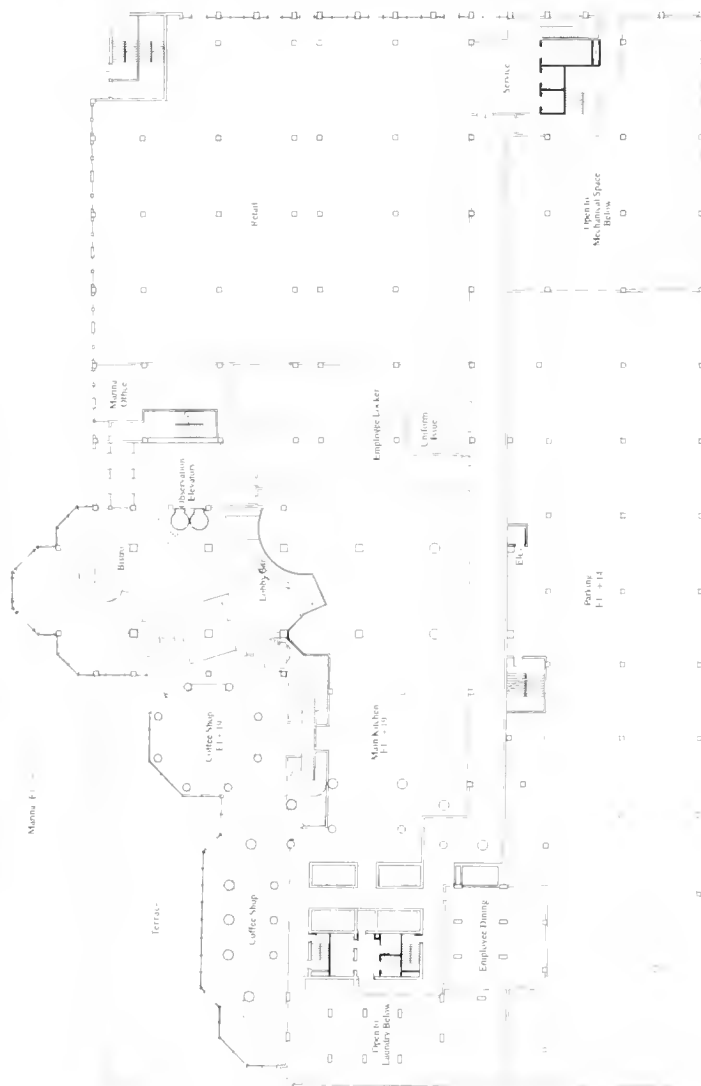 Service
Open to
Mechanical Space
Below
Retail
Marina
Office
Employee Locker
Uniform
Issue
Observation
Elevators
Bistro
Lobby Bar
Elev
Parking
Coffee Shop
Main Kitchen
Marina
Terrace
Coffee Shop
Employee Dining
Open to
Laundry Below